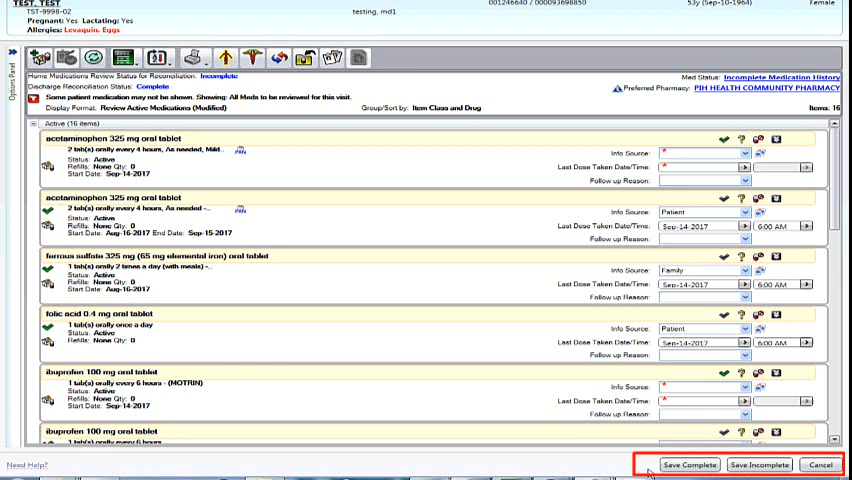 TEST, TEST
TST-9998-02
testing, md1
001246640 / 000093698850
53y (Sep-10-1964)
Female
Pregnant: Yes Lactating: Yes
Allergies: Levaquin, Eggs
Options Panel
Home Medications Review Status for Reconciliation: Incomplete
Med Status: Incomplete Medication History
Discharge Reconciliation Status: Complete
Preferred Pharmacy: PIH HEALTH COMMUNITY PHARMACY
Some patient medication may not be shown. Showing: All Meds to be reviewed for this visit.
Display Format: Review Active Medications (Modified)
Group/Sort by: Item Class and Drug
Items: 16
Active (16 items)
acetaminophen 325 mg oral tablet
2 tab(s) orally every 4 hours, As needed, Mild..
PRN
Status: Active
Refills: None Qty: 0
Start Date: Sep-14-2017
Info Source: *
Last Dose Taken Date/Time: *
Follow up Reason:
acetaminophen 325 mg oral tablet
2 tab(s) orally every 4 hours, As needed -..
PRN
Status: Active
Refills: None Qty: 0
Start Date: Aug-16-2017 End Date: Sep-15-2017
Info Source: Patient
Last Dose Taken Date/Time: Sep-14-2017 6:00 AM
Follow up Reason:
ferrous sulfate 325 mg (65 mg elemental iron) oral tablet
1 tab(s) orally 2 times a day (with meals) -..
Status: Active
Refills: None Qty: 0
Start Date: Aug-16-2017
Info Source: Family
Last Dose Taken Date/Time: Sep-14-2017 6:00 AM
Follow up Reason:
folic acid 0.4 mg oral tablet
1 tab(s) orally once a day
Status: Active
Refills: None Qty: 0
Info Source: Patient
Last Dose Taken Date/Time: Sep-14-2017 6:00 AM
Follow up Reason:
ibuprofen 100 mg oral tablet
1 tab(s) orally every 6 hours - (MOTRIN)
Status: Active
Refills: None Qty: 0
Start Date: Sep-14-2017
Info Source: *
Last Dose Taken Date/Time: *
Follow up Reason:
ibuprofen 100 mg oral tablet
1 tab(s) orally every 6 hours
Need Help?
Save Complete
Save Incomplete
Cancel